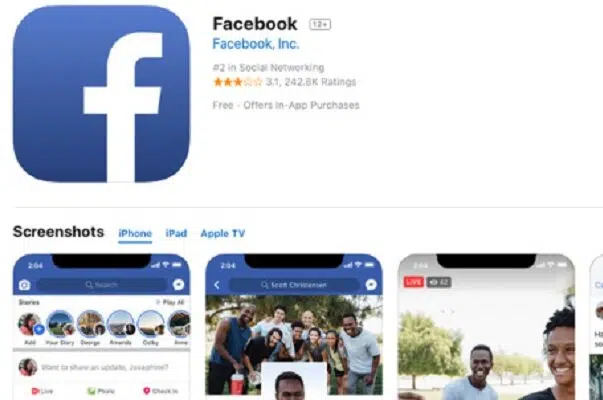 Facebook 12+
Facebook, Inc.
#2 in Social Networking
3.1, 242.8K Ratings
Free · Offers In-App Purchases
Screenshots iPhone iPad Apple TV
2:04
Search
Stories Play All
Add Your Diary George Amanda Colby Anne
Want to share an update, Josephine?
Live Photo Check In
2:04
Scott Christensen
2:04
LIVE 62